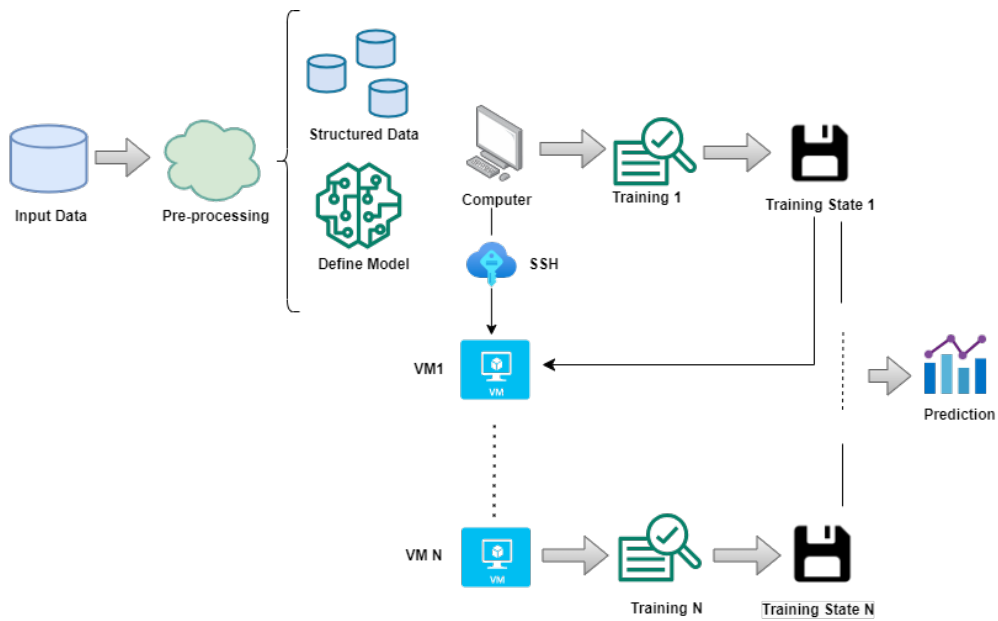 Structured Data
Input Data
Pre-processing
Define Model
Computer
Training 1
Training State 1
SSH
VM1
VM
Prediction
VM N
VM
Training N
Training State N